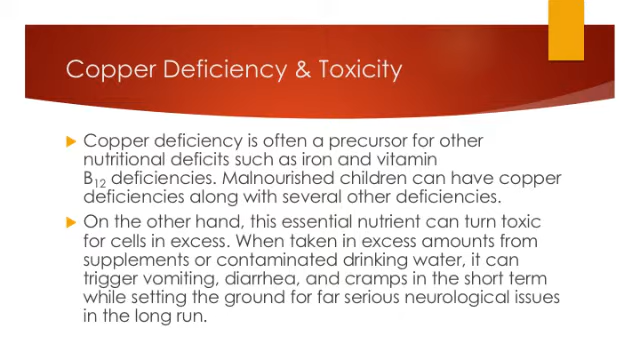 Copper Deficiency & Toxicity
Copper deficiency is often a precursor for other
nutritional deficits such as iron and vitamin
B12 deficiencies. Malnourished children can have copper
deficiencies along with several other deficiencies.
On the other hand, this essential nutrient can turn toxic
for cells in excess. When taken in excess amounts from
supplements or contaminated drinking water, it can
trigger vomiting, diarrhea, and cramps in the short term
while setting the ground for far serious neurological issues
in the long run.